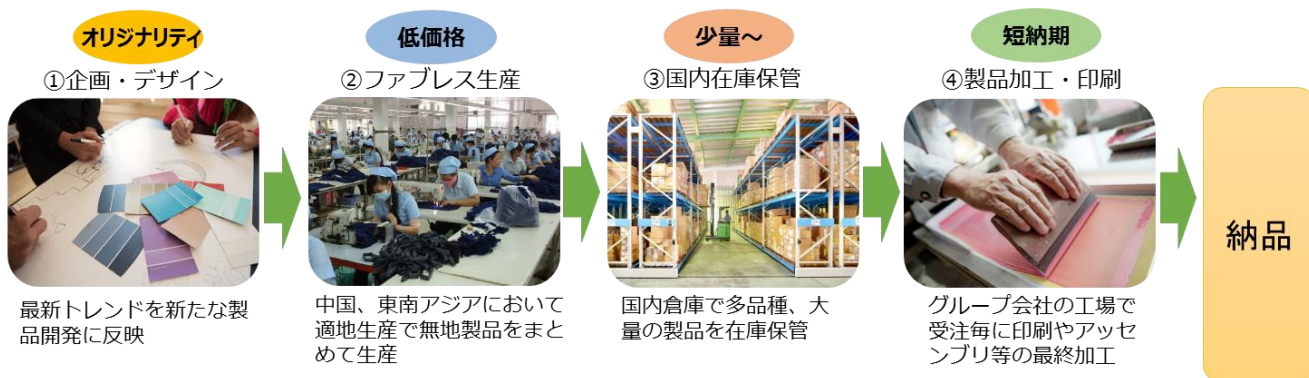 オリジナリティ
①企画・デザイン
最新トレンドを新たな製
品開発に反映
低価格
②ファブレス生産
中国、東南アジアにおいて
適地生産で無地製品をまと
めて生産
少量～
③国内在庫保管
国内倉庫で多品種、大
量の製品を在庫保管
短納期
④製品加工・印刷
グループ会社の工場で
受注毎に印刷やアッセ
ンブリ等の最終加工
納品